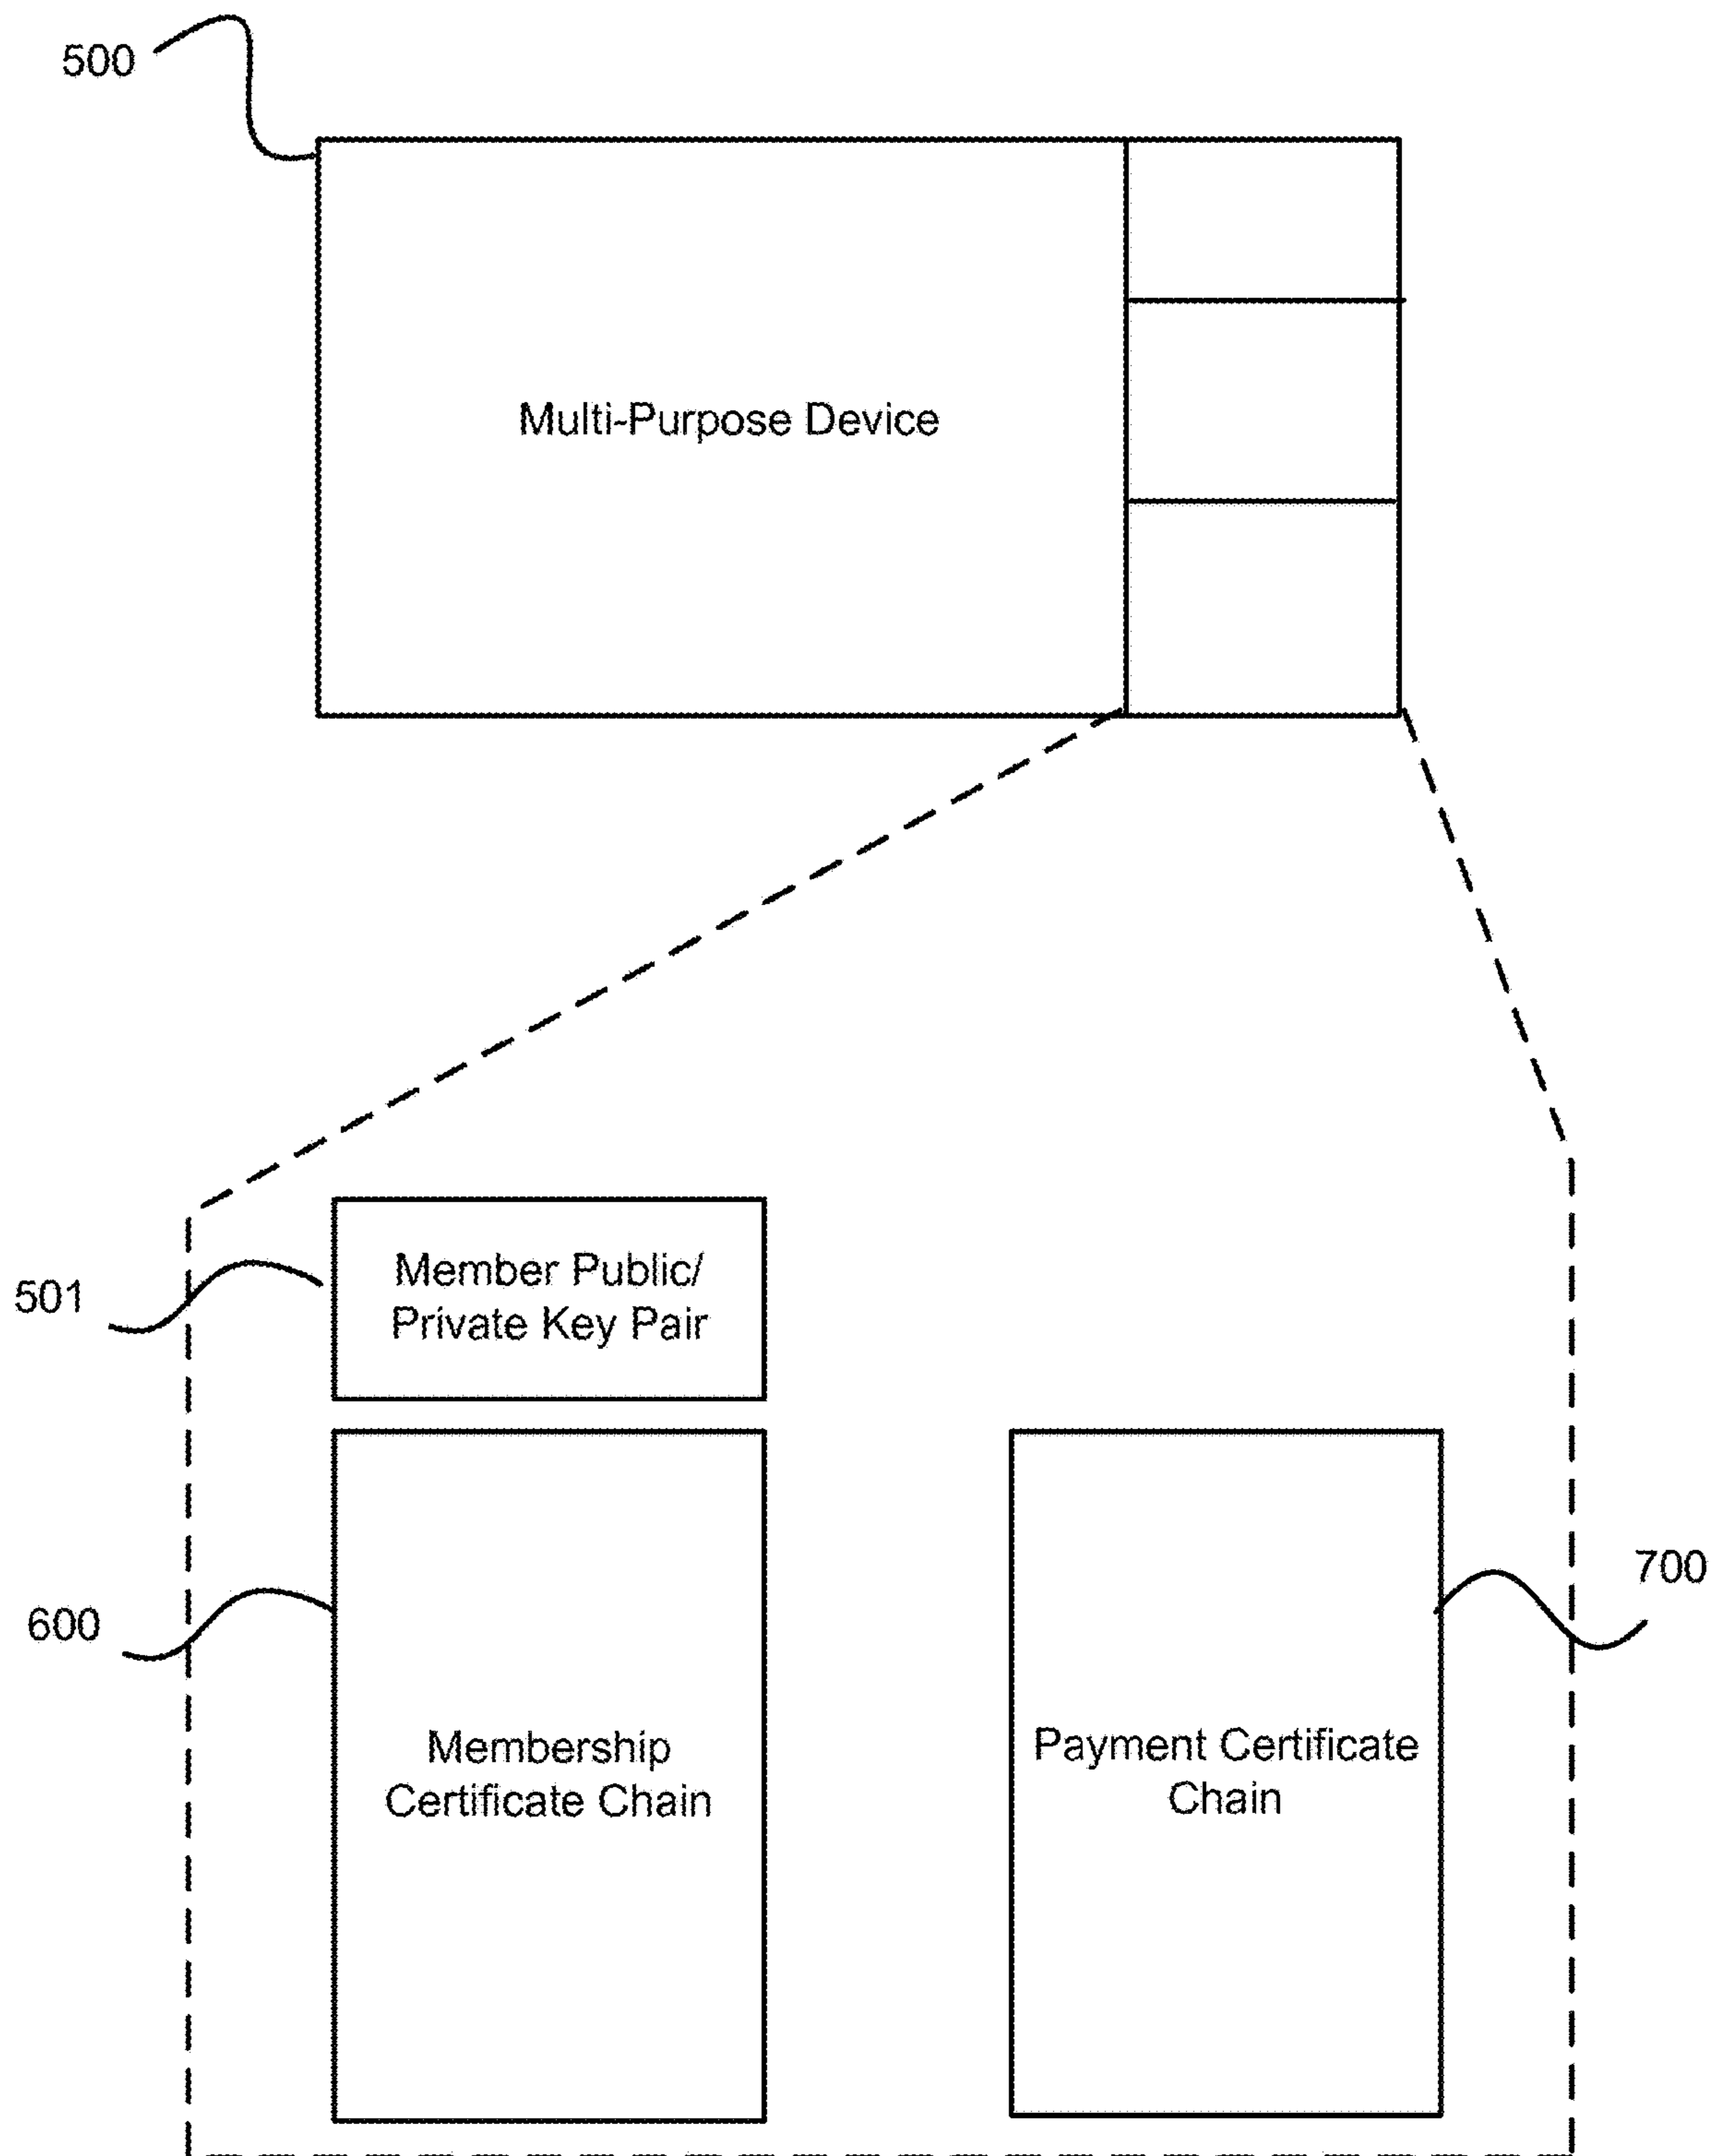 500
Multi-Purpose Device
501
Member Public/
Private Key Pair
600
Membership
Certificate Chain
700
Payment Certificate
Chain